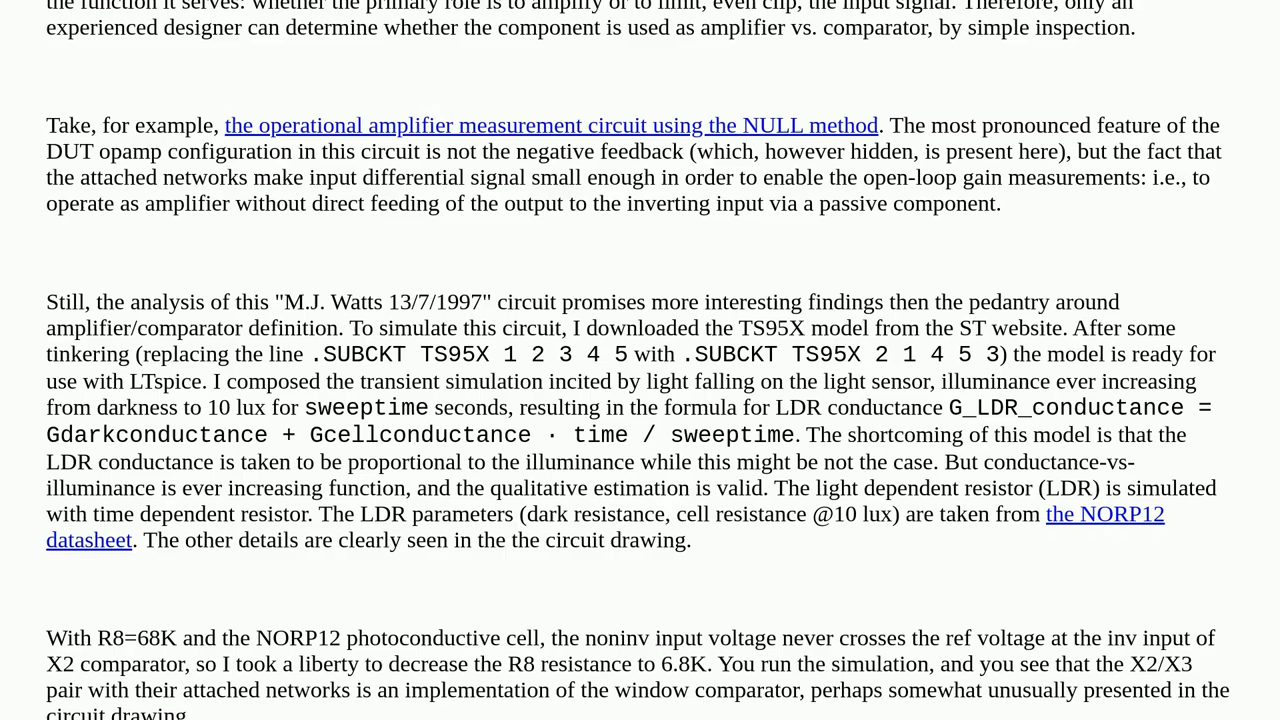 the function it serves: whether the primary role is to amplify or to limit, even clip, the input signal. Therefore, only an
experienced designer can determine whether the component is used as amplifier vs. comparator, by simple inspection.
Take, for example, the operational amplifier measurement circuit using the NULL method. The most pronounced feature of the
DUT opamp configuration in this circuit is not the negative feedback (which, however hidden, is present here), but the fact that
the attached networks make input differential signal small enough in order to enable the open-loop gain measurements: i.e., to
operate as amplifier without direct feeding of the output to the inverting input via a passive component.
Still, the analysis of this "M.J. Watts 13/7/1997" circuit promises more interesting findings then the pedantry around
amplifier/comparator definition. To simulate this circuit, I downloaded the TS95X model from the ST website. After some
tinkering (replacing the line .SUBCKT TS95X 1 2 3 4 5 with .SUBCKT TS95X 2 1 4 5 3) the model is ready for
use with LTspice. I composed the transient simulation incited by light falling on the light sensor, illuminance ever increasing
from darkness to 10 lux for sweeptime seconds, resulting in the formula for LDR conductance G_LDR_conductance =
Gdarkconductance + Gcellconductance · time / sweeptime. The shortcoming of this model is that the
LDR conductance is taken to be proportional to the illuminance while this might be not the case. But conductance-vs-
illuminance is ever increasing function, and the qualitative estimation is valid. The light dependent resistor (LDR) is simulated
with time dependent resistor. The LDR parameters (dark resistance, cell resistance @10 lux) are taken from the NORP12
datasheet. The other details are clearly seen in the the circuit drawing.
With R8=68K and the NORP12 photoconductive cell, the noninv input voltage never crosses the ref voltage at the inv input of
X2 comparator, so I took a liberty to decrease the R8 resistance to 6.8K. You run the simulation, and you see that the X2/X3
pair with their attached networks is an implementation of the window comparator, perhaps somewhat unusually presented in the
circuit drawing.